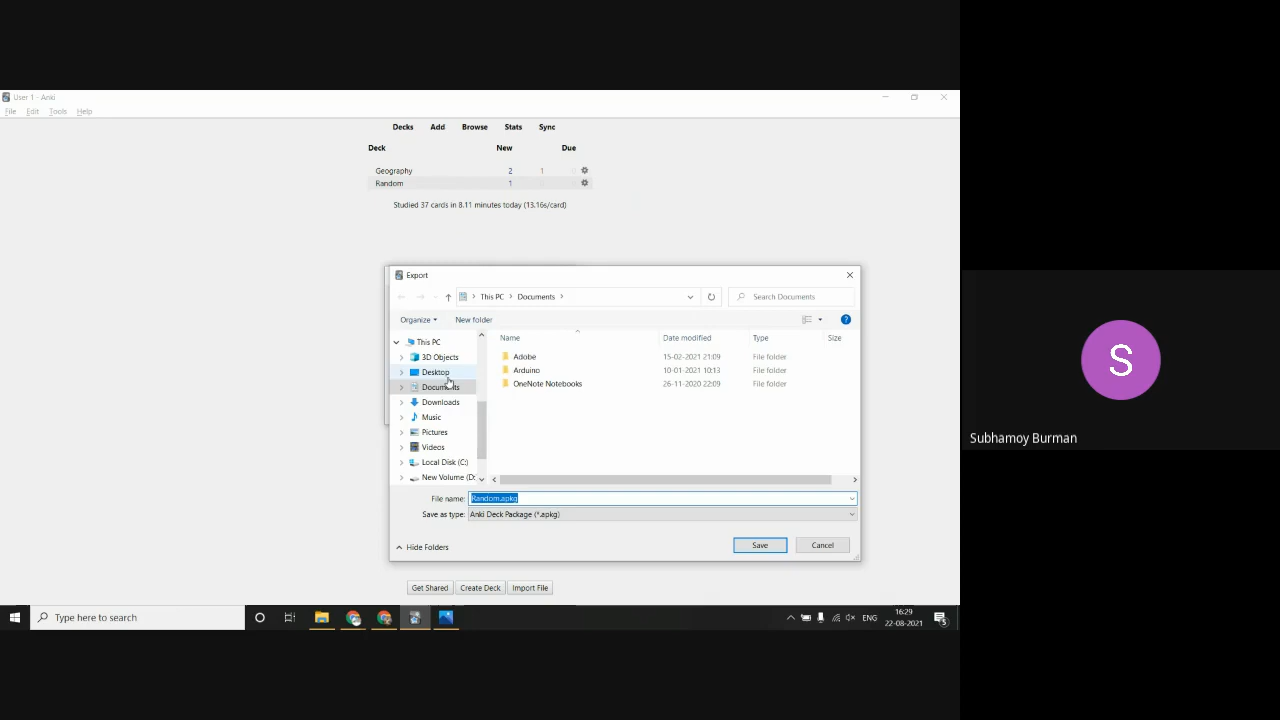 User 1 - Anki
File Edit Tools Help
Decks Add Browse Stats Sync
Deck New Due
Geography 2 1
Random 1
Studied 37 cards in 8.11 minutes today (13.16s/card)
Export
This PC > Documents >
Search Documents
Organize New folder
This PC
3D Objects
Desktop
Documents
Downloads
Music
Pictures
Videos
Local Disk (C:)
New Volume (D:
Name Date modified Type Size
Adobe 15-02-2021 21:09 File folder
Arduino 10-01-2021 10:13 File folder
OneNote Notebooks 26-11-2020 22:09 File folder
File name: Random.apkg
Save as type: Anki Deck Package (*.apkg)
Hide Folders
Save Cancel
Get Shared Create Deck Import File
Type here to search
ENG
16:29
22-08-2021
5
S
Subhamoy Burman